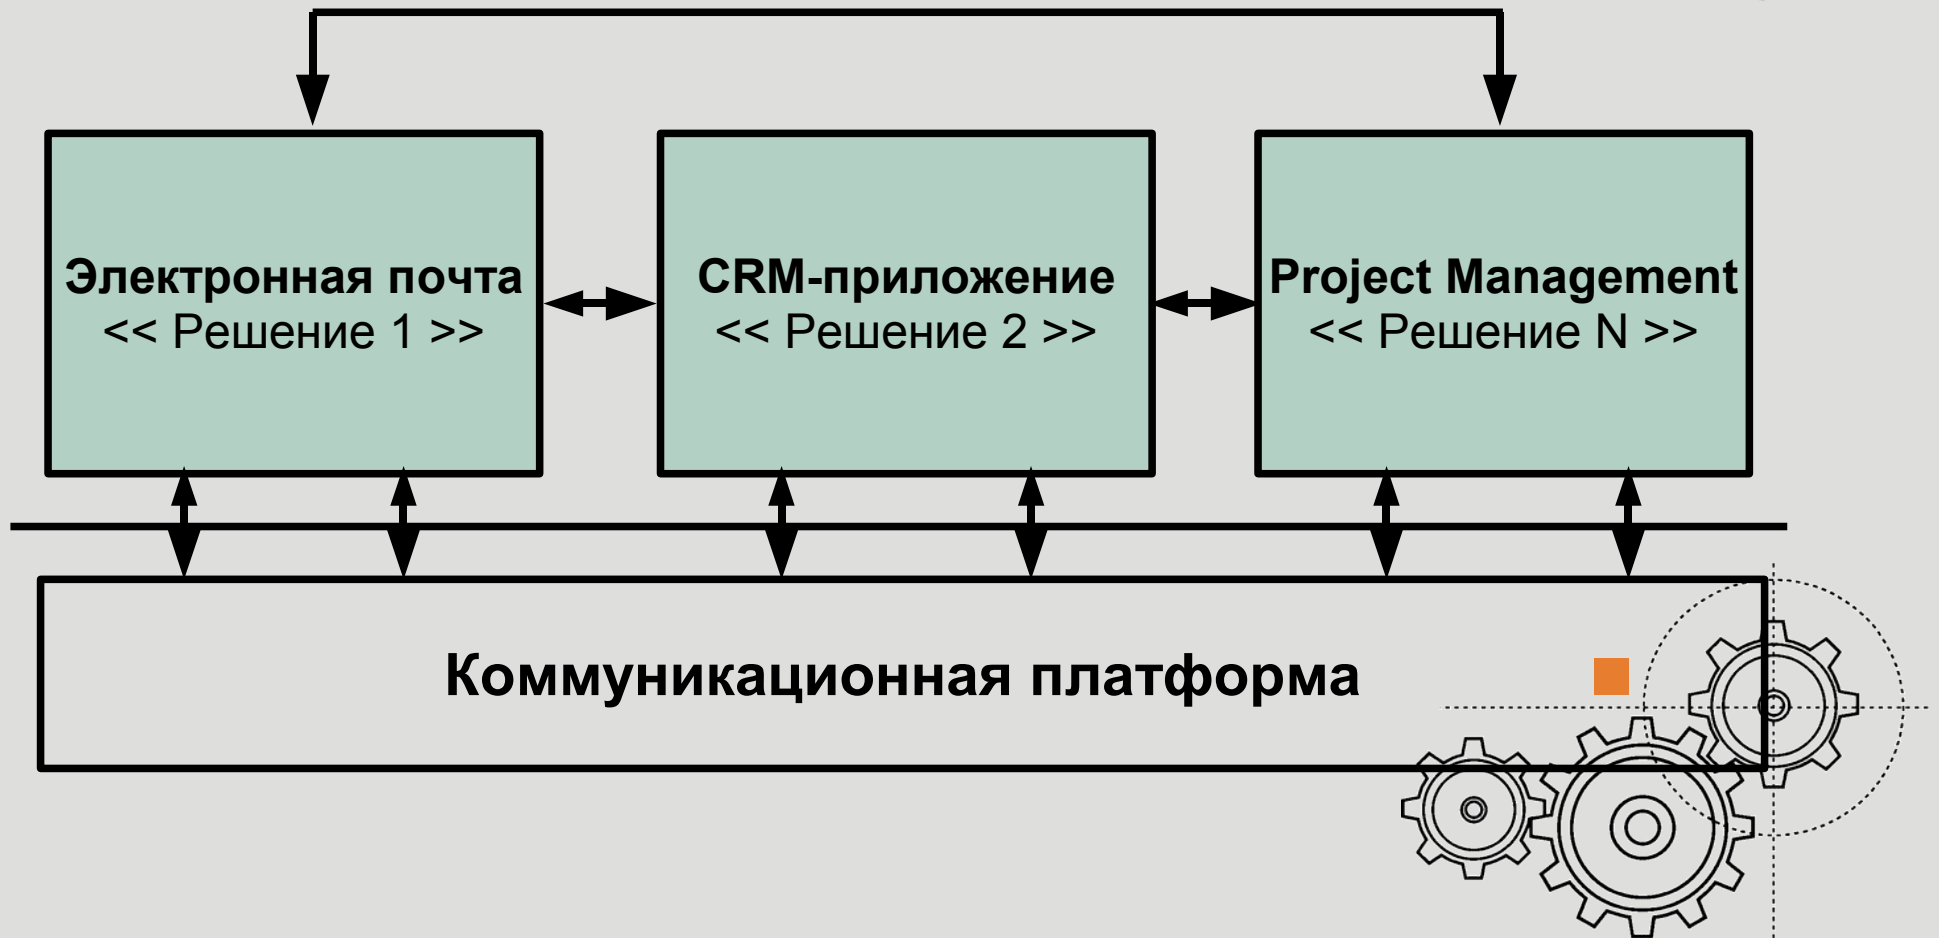 Электронная почта
<< Решение 1 >>
CRM-приложение
<< Решение 2 >>
Project Management
<< Решение N >>
Коммуникационная платформа